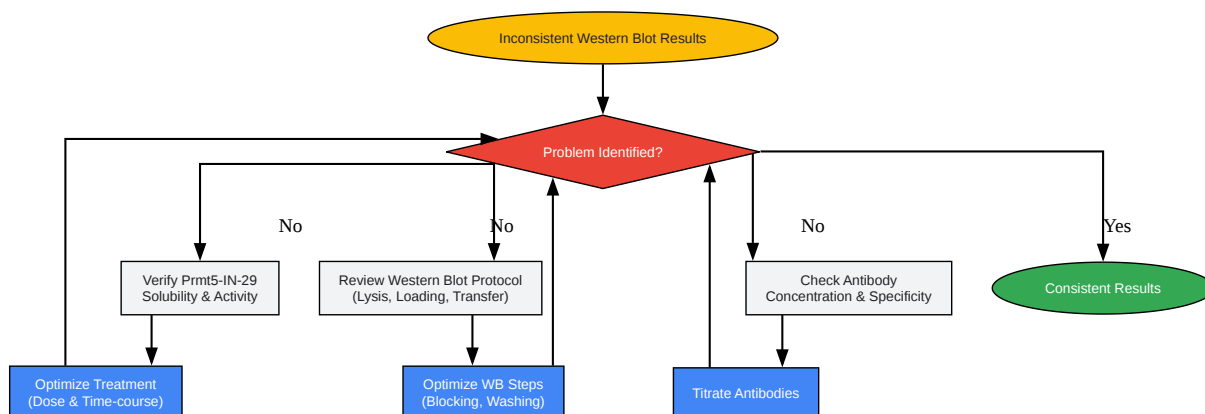 Inconsistent Western Blot Results
Problem Identified?
No
No
No
Yes
Verify Prmt5-IN-29
Solubility & Activity
Review Western Blot Protocol
(Lysis, Loading, Transfer)
Check Antibody
Concentration & Specificity
Consistent Results
Optimize Treatment
(Dose & Time-course)
Optimize WB Steps
(Blocking, Washing)
Titrate Antibodies